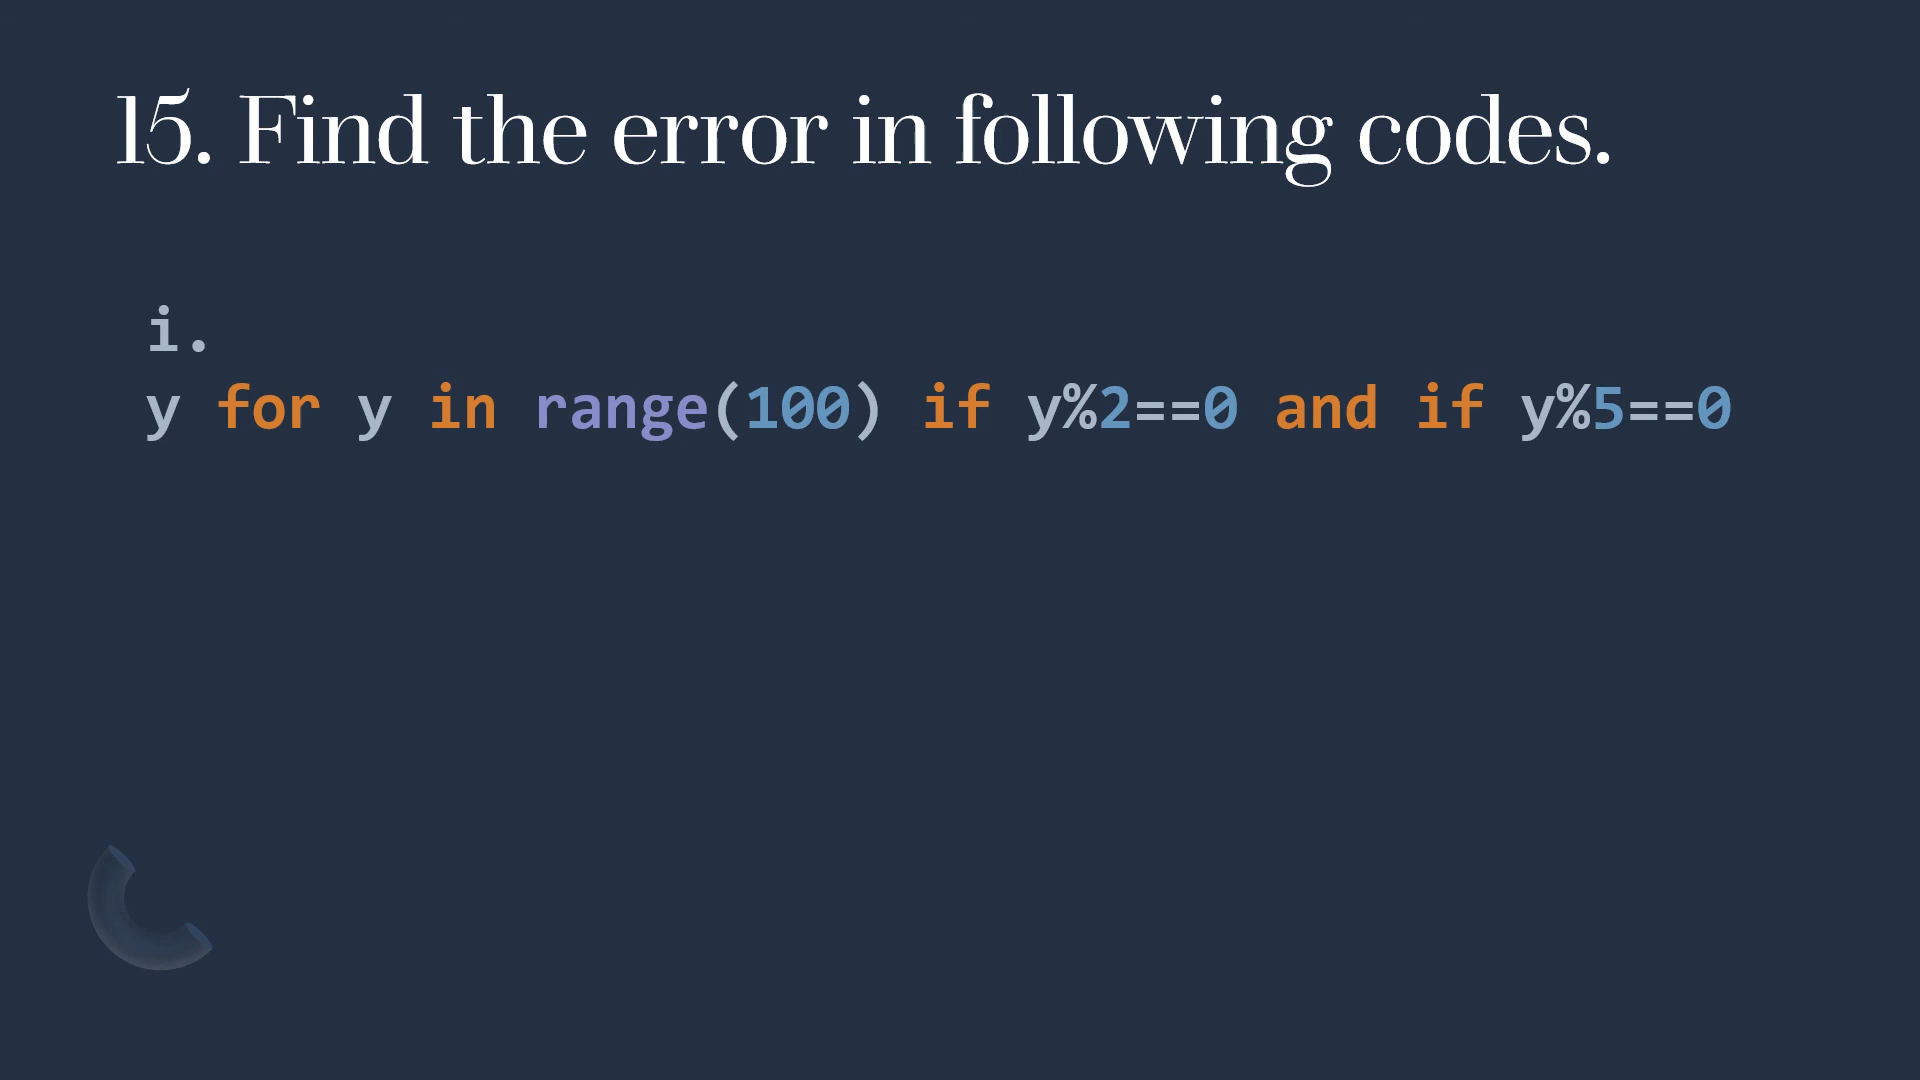 15. Find the error in following codes.
i.
y for y in range(100) if y%2==0 and if y%5==0